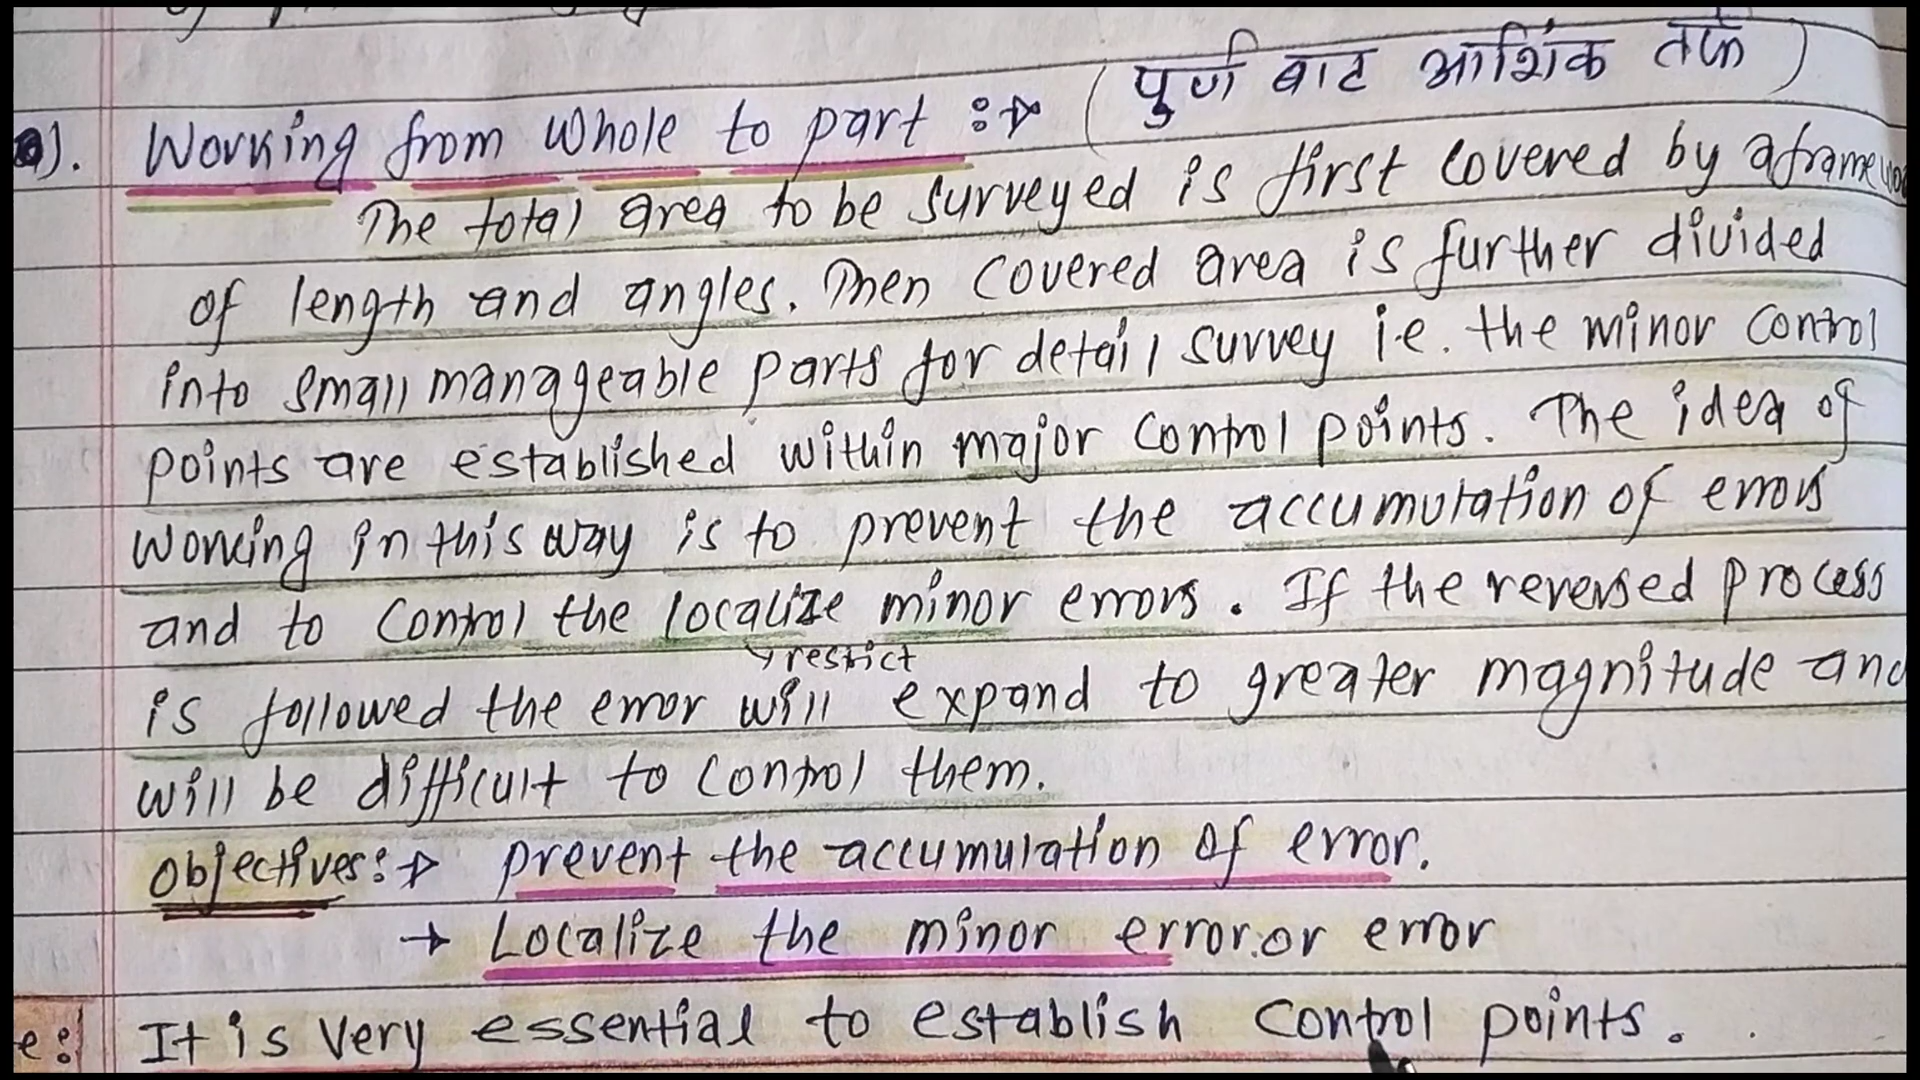 (पुर्ण बाट आशिंक तर्फ)
a). Working from whole to part :→
The total area to be surveyed is first covered by a framewo
of length and angles. Then covered area is further divided
into small manageable parts for detail survey i.e. the minor control
points are established within major control points. The idea of
working in this way is to prevent the accumulation of errors
and to control the localize minor errors. If the reversed process
→ restrict
is followed the error will expand to greater magnitude and
will be difficult to control them.
Objectives:→ prevent the accumulation of error.
→ Localize the minor error.or error
e: It is very essential to establish control points.